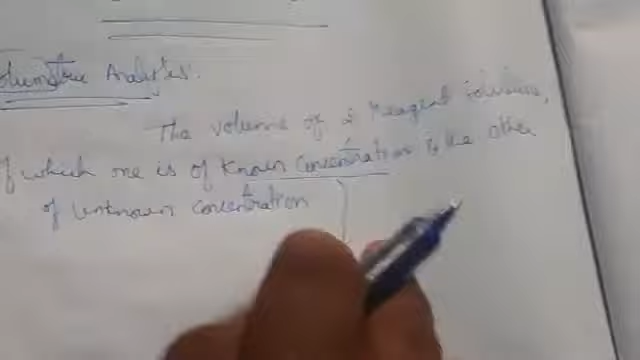 Volumetric Analysis.
The volume of 2 Reagent Solutions,
of which one is of known concentration & the other
of unknown concentration